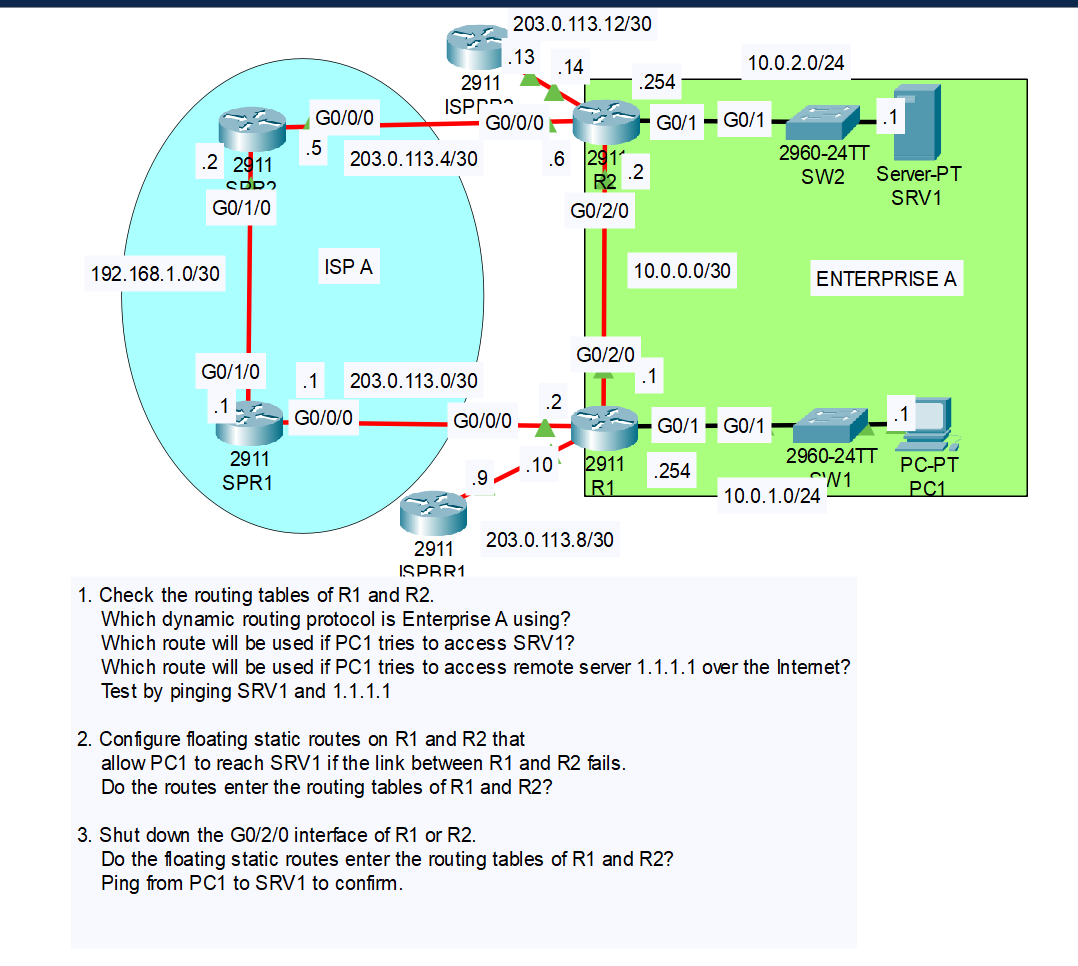 203.0.113.12/30
.13
.14
2911
10.0.2.0/24
.254
G0/0/0
G0/0/0
G0/1
G0/1
.1
.5
203.0.113.4/30
.6
.2
2911
2911
R2
.2
2960-24TT
SW2
Server-PT
SRV1
G0/1/0
G0/2/0
192.168.1.0/30
ISP A
10.0.0.0/30
ENTERPRISE A
G0/1/0
.1
203.0.113.0/30
G0/2/0
.1
.1
G0/0/0
G0/0/0
.2
G0/1
G0/1
.1
2911
SPR1
.9
.10
2911
R1
.254
2960-24TT
SW1
PC-PT
PC1
10.0.1.0/24
2911
ISPBR1
203.0.113.8/30
1. Check the routing tables of R1 and R2.
Which dynamic routing protocol is Enterprise A using?
Which route will be used if PC1 tries to access SRV1?
Which route will be used if PC1 tries to access remote server 1.1.1.1 over the Internet?
Test by pinging SRV1 and 1.1.1.1
2. Configure floating static routes on R1 and R2 that
allow PC1 to reach SRV1 if the link between R1 and R2 fails.
Do the routes enter the routing tables of R1 and R2?
3. Shut down the G0/2/0 interface of R1 or R2.
Do the floating static routes enter the routing tables of R1 and R2?
Ping from PC1 to SRV1 to confirm.